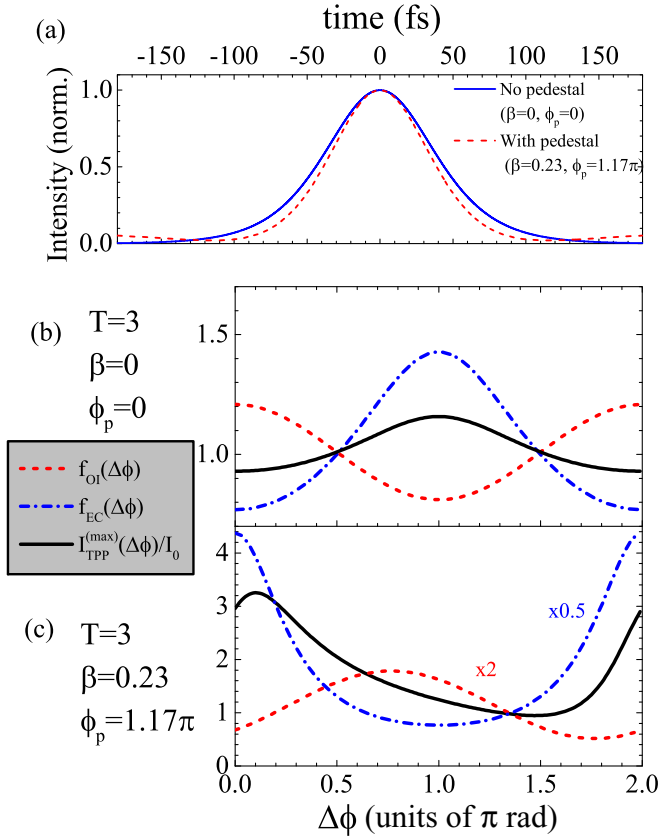 time (fs)
(a)
-150 -100 -50 0 50 100 150
Intensity (norm.)
1.0
0.5
0.0
No pedestal
(β=0, ϕp=0)
With pedestal
(β=0.23, ϕp=1.17π)
(b)
T=3
β=0
ϕp=0
1.5
1.0
fOI(Δϕ)
fEC(Δϕ)
ITPP(max)(Δϕ)/I0
(c)
T=3
β=0.23
ϕp=1.17π
4
3
2
1
0
x0.5
x2
0.0 0.5 1.0 1.5 2.0
Δϕ (units of π rad)